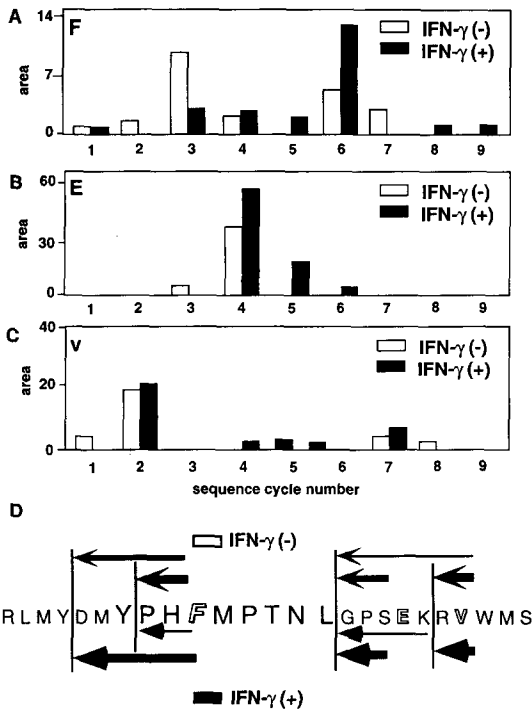 A
F
14
7
0
area
IFN-γ (-)
IFN-γ (+)
1 2 3 4 5 6 7 8 9
B
E
60
30
0
area
IFN-γ (-)
IFN-γ (+)
1 2 3 4 5 6 7 8 9
C
V
40
20
0
area
IFN-γ (-)
IFN-γ (+)
1 2 3 4 5 6 7 8 9
sequence cycle number
D
IFN-γ (-)
R L M Y D M Y P H F M P T N L G P S E K R V W M S
IFN-γ (+)